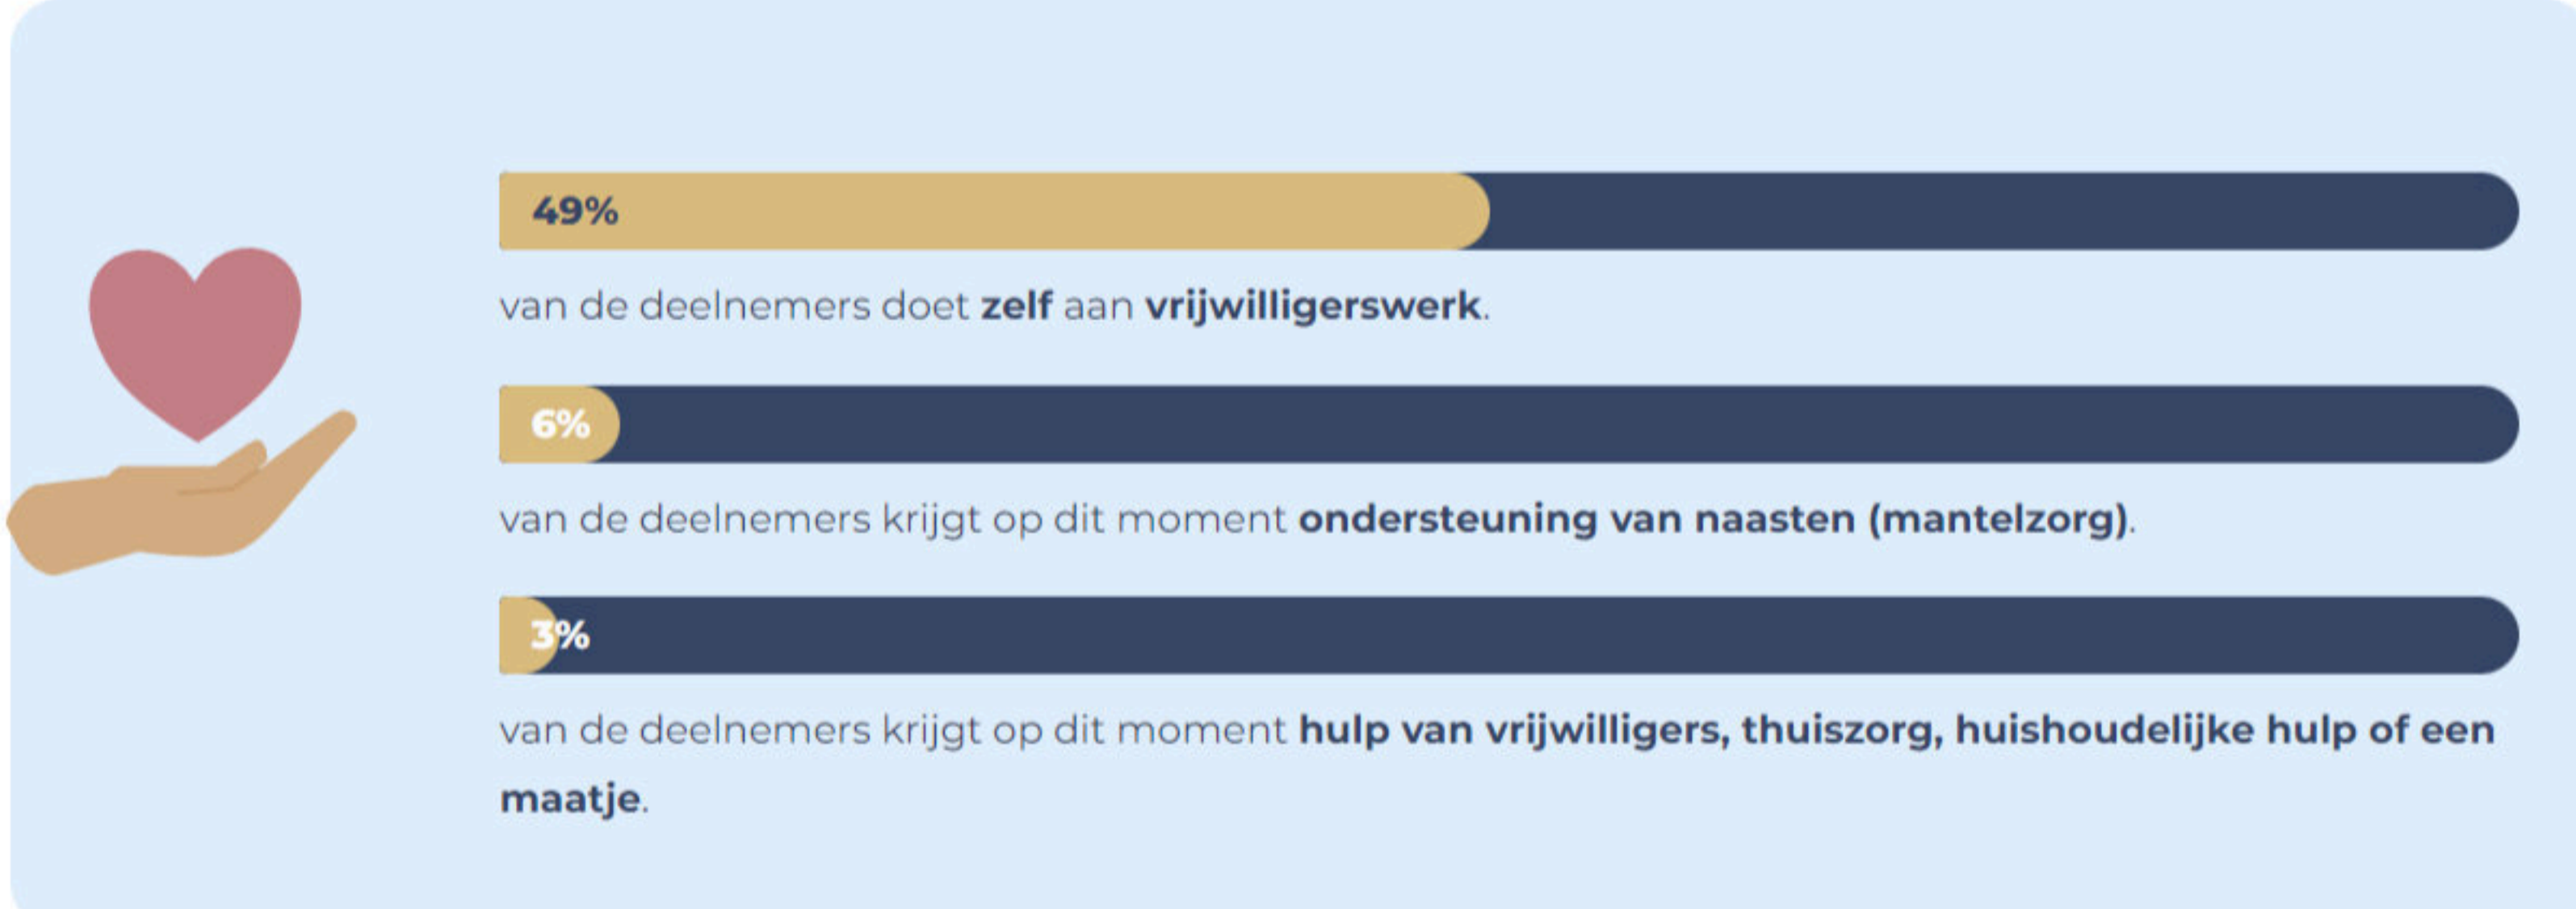 49%
van de deelnemers doet zelf aan vrijwilligerswerk.
6%
van de deelnemers krijgt op dit moment ondersteuning van naasten (mantelzorg).
3%
van de deelnemers krijgt op dit moment hulp van vrijwilligers, thuiszorg, huishoudelijke hulp of een
maatje.